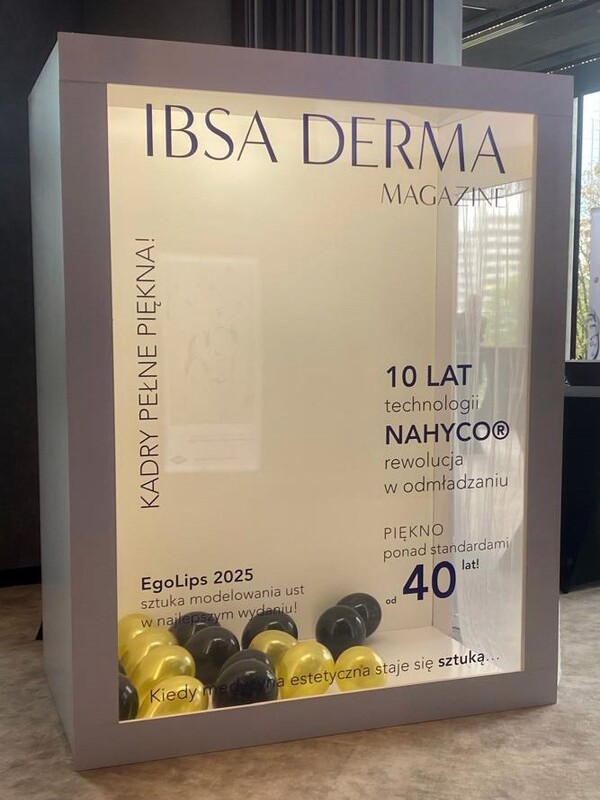 IBSA DERMA
MAGAZINE
KADRY PEŁNE PIĘKNA!
10 LAT
technologii
NAHYCO®
rewolucja
w odmładzaniu
PIĘKNO
ponad standardami
od 40 lat!
EgoLips 2025
sztuka modelowania ust
w najlepszym wydaniu!
Kiedy medycyna estetyczna staje się sztuką...